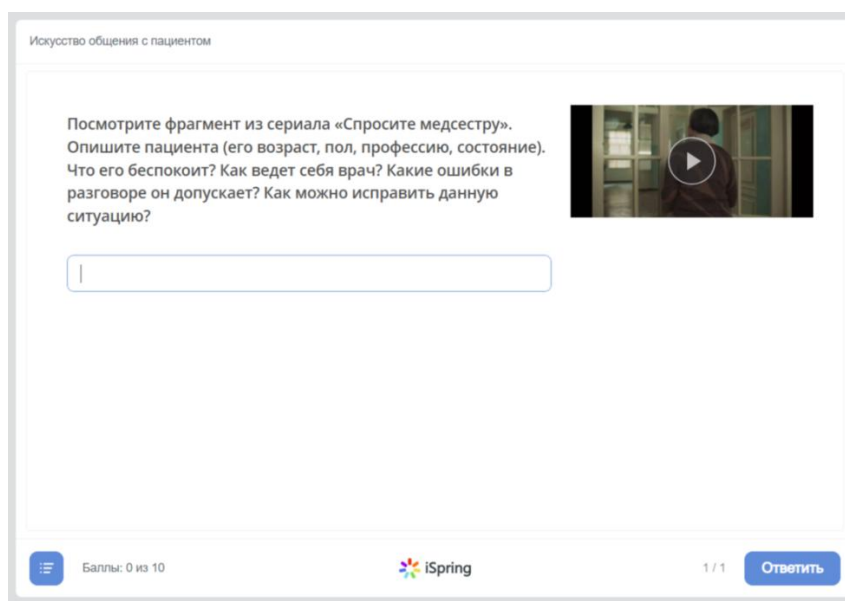 Искусство общения с пациентом
Посмотрите фрагмент из сериала «Спросите медсестру».
Опишите пациента (его возраст, пол, профессию, состояние).
Что его беспокоит? Как ведет себя врач? Какие ошибки в
разговоре он допускает? Как можно исправить данную
ситуацию?
Баллы: 0 из 10
iSpring
1 / 1
Ответить